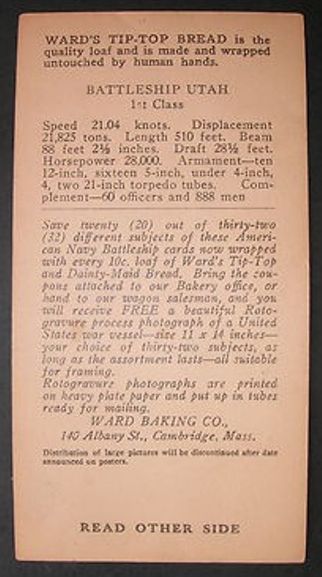 WARD'S TIP-TOP BREAD is the
quality loaf and is made and wrapped
untouched by human hands.
BATTLESHIP UTAH
1st Class
Speed 21.04 knots. Displacement
21,825 tons. Length 510 feet. Beam
88 feet 2½ inches. Draft 28½ feet.
Horsepower 28,000. Armament—ten
12-inch, sixteen 5-inch, under 4-inch,
4, two 21-inch torpedo tubes. Com-
plement—60 officers and 888 men
Save twenty (20) out of thirty-two
(32) different subjects of these Ameri-
can Navy Battleship cards now wrapped
with every 10c. loaf of Ward's Tip-Top
and Dainty-Maid Bread. Bring the cou-
pons attached to our Bakery office, or
hand to our wagon salesman, and you
will receive FREE a beautiful Roto-
gravure process photograph of a United
States war vessel—size 11 x 14 inches—
your choice of thirty-two subjects, as
long as the assortment lasts—all suitable
for framing.
Rotogravure photographs are printed
on heavy plate paper and put up in tubes
ready for mailing.
WARD BAKING CO.,
140 Albany St., Cambridge, Mass.
Distribution of large pictures will be discontinued after date
announced on posters.
READ OTHER SIDE